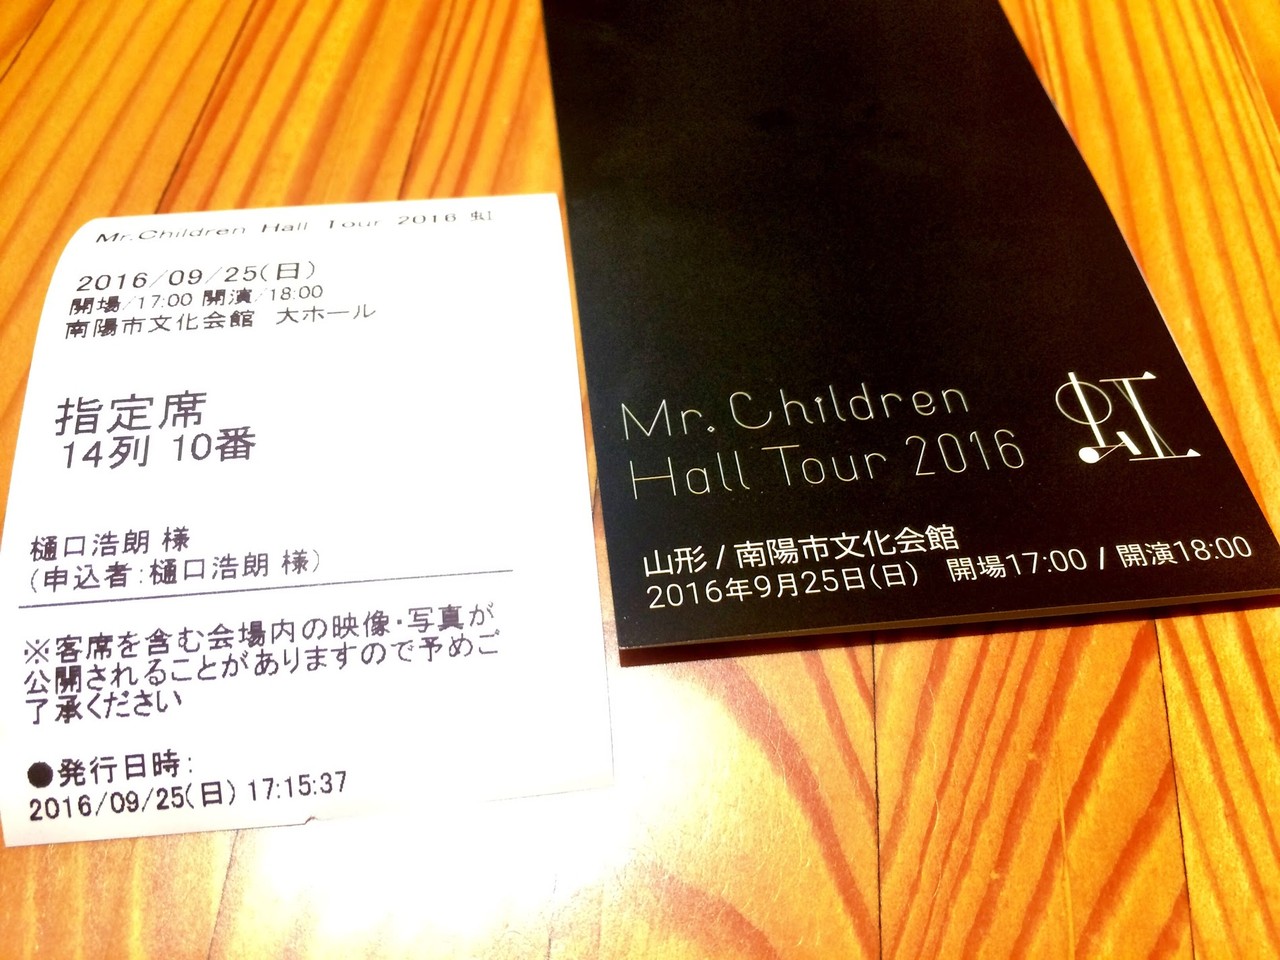 Mr.Children Hall Tour 2016 虹
2016/09/25(日)
開場/17:00 開演/18:00
南陽市文化会館 大ホール
指定席
14列 10番
樋口浩朗 様
(申込者:樋口浩朗 様)
※客席を含む会場内の映像・写真が
公開されることがありますので予めご
了承ください
●発行日時:
2016/09/25(日) 17:15:37
Mr. Children
Hall Tour 2016 虹
山形 / 南陽市文化会館
2016年9月25日(日) 開場17:00 / 開演18:00